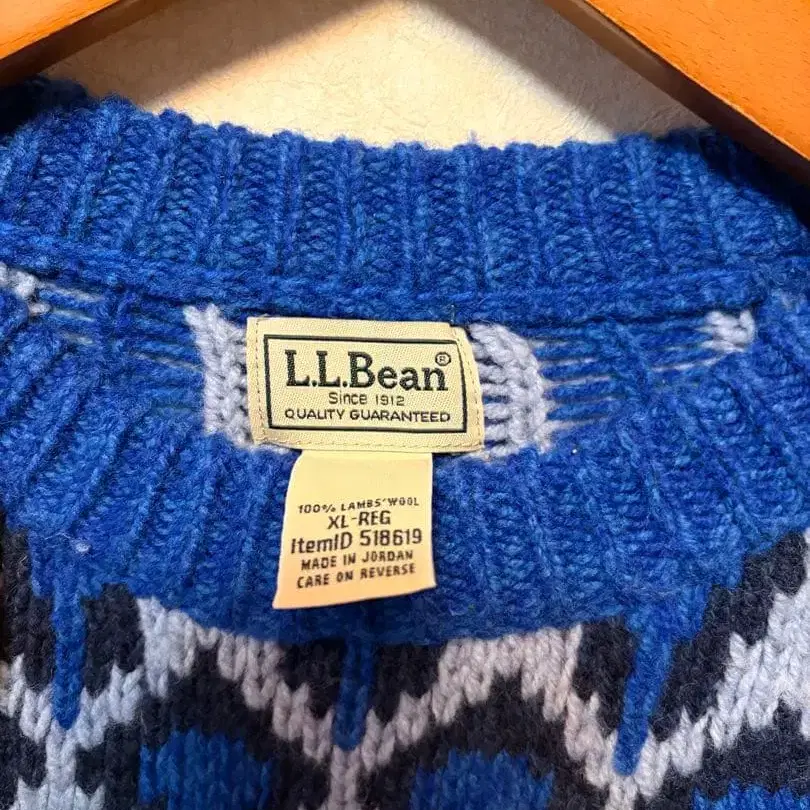 L.L.Bean®
Since 1912
QUALITY GUARANTEED
100% LAMBS' WOOL
XL-REG
ItemID 518619
MADE IN JORDAN
CARE ON REVERSE